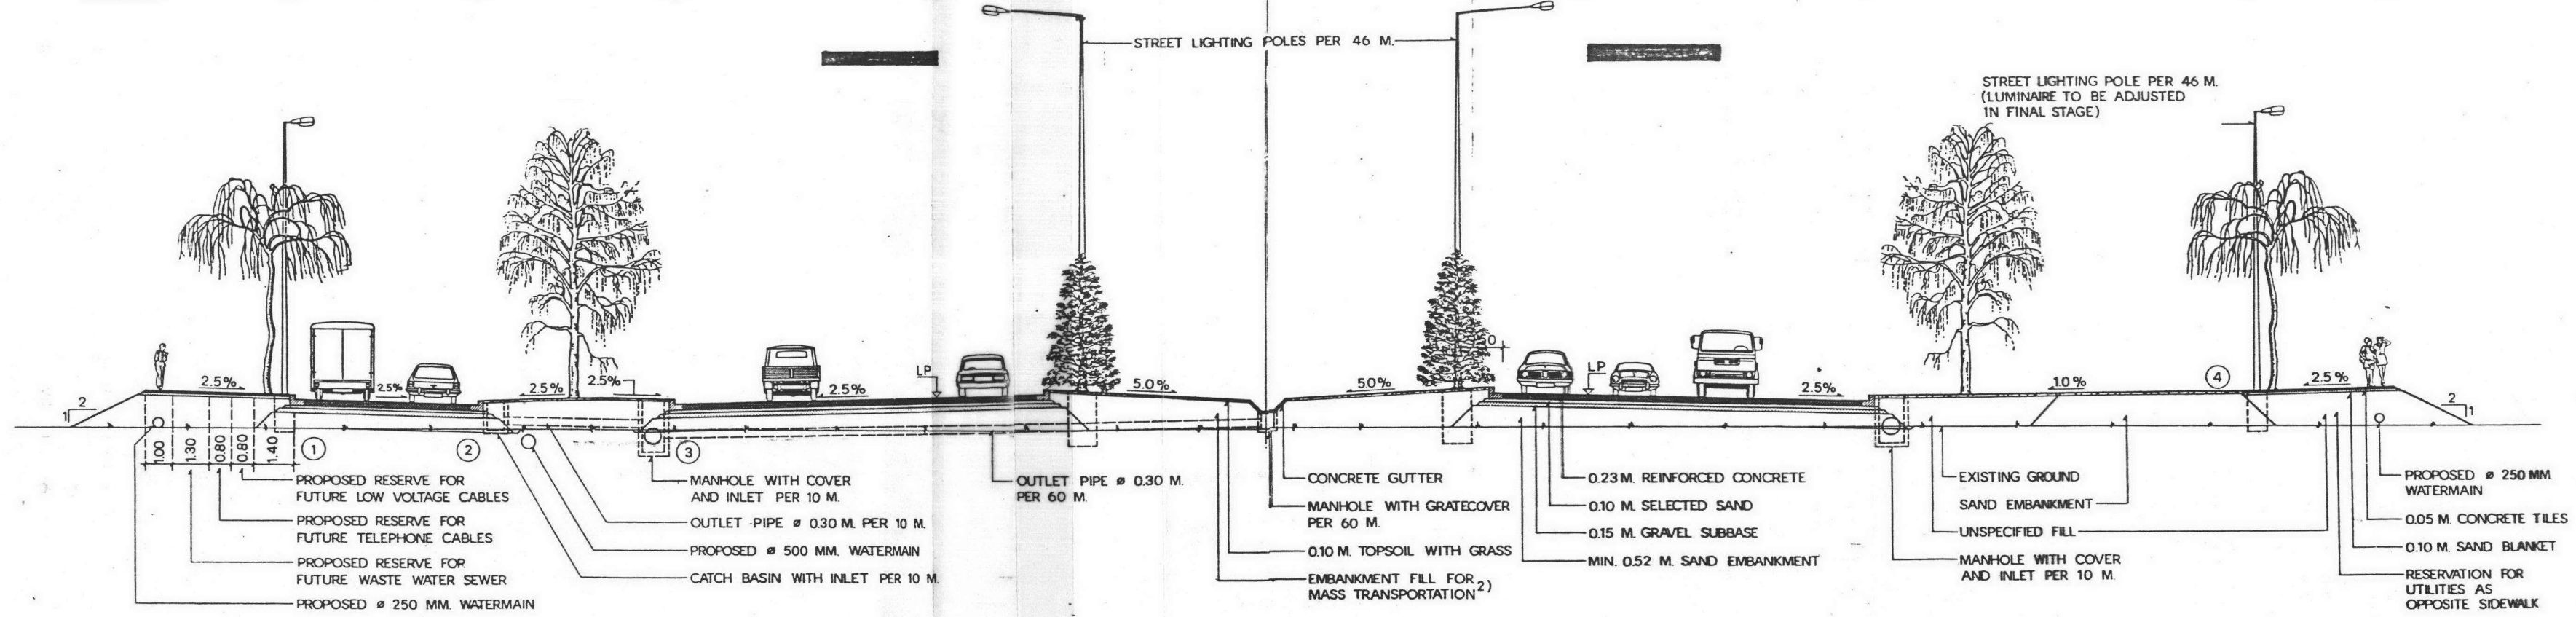 STREET LIGHTING POLES PER 46 M.
STREET LIGHTING POLE PER 46 M.
(LUMINAIRE TO BE ADJUSTED
IN FINAL STAGE)
LP
LP
2.5%
2.5%
2.5%
2.5%
2.5%
5.0%
5.0%
2.5%
1.0%
4
2.5%
2
1
2
1
1.00
1.30
0.80
0.80
1.40
1
2
3
PROPOSED RESERVE FOR
FUTURE LOW VOLTAGE CABLES
PROPOSED RESERVE FOR
FUTURE TELEPHONE CABLES
PROPOSED RESERVE FOR
FUTURE WASTE WATER SEWER
PROPOSED ø 250 MM. WATERMAIN
MANHOLE WITH COVER
AND INLET PER 10 M.
OUTLET PIPE ø 0.30 M. PER 10 M.
PROPOSED ø 500 MM. WATERMAIN
CATCH BASIN WITH INLET PER 10 M.
OUTLET PIPE ø 0.30 M.
PER 60 M.
CONCRETE GUTTER
MANHOLE WITH GRATECOVER
PER 60 M.
0.10 M. TOPSOIL WITH GRASS
EMBANKMENT FILL FOR
MASS TRANSPORTATION 2)
0.23 M. REINFORCED CONCRETE
0.10 M. SELECTED SAND
0.15 M. GRAVEL SUBBASE
MIN. 0.52 M. SAND EMBANKMENT
EXISTING GROUND
SAND EMBANKMENT
UNSPECIFIED FILL
MANHOLE WITH COVER
AND INLET PER 10 M.
PROPOSED ø 250 MM.
WATERMAIN
0.05 M. CONCRETE TILES
0.10 M. SAND BLANKET
RESERVATION FOR
UTILITIES AS
OPPOSITE SIDEWALK